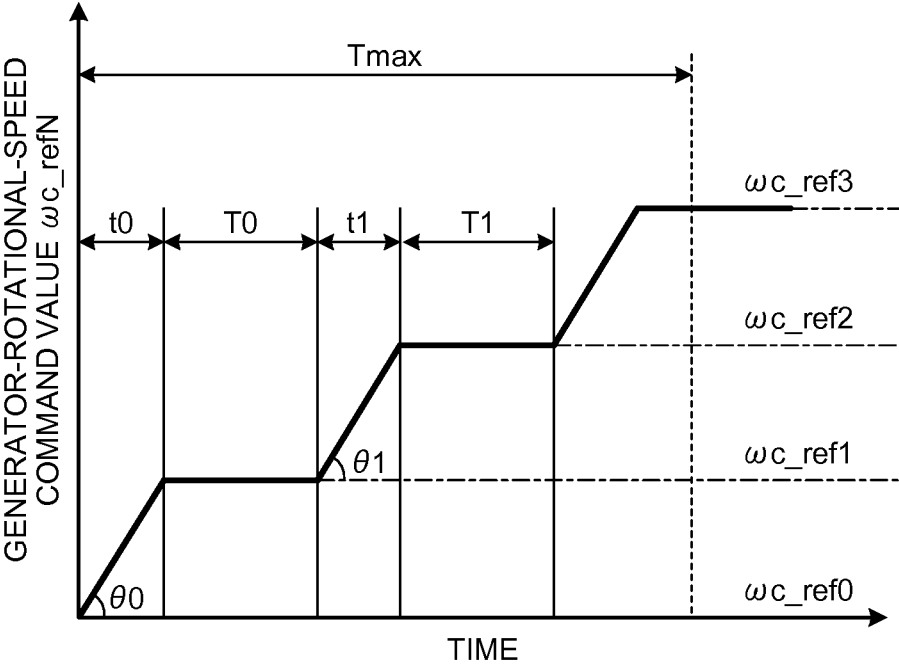 GENERATOR-ROTATIONAL-SPEED
COMMAND VALUE ωc_refN
Tmax
t0
T0
t1
T1
ωc_ref3
ωc_ref2
θ1
ωc_ref1
θ0
ωc_ref0
TIME